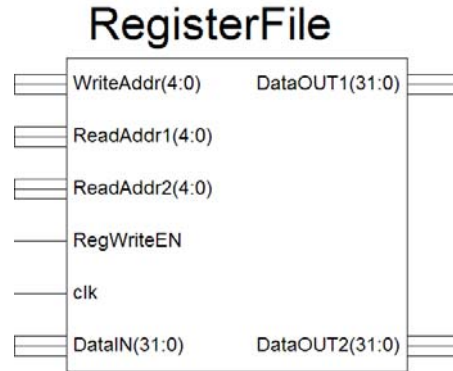 RegisterFile
WriteAddr(4:0) DataOUT1(31:0)
ReadAddr1(4:0)
ReadAddr2(4:0)
RegWriteEN
clk
DataIN(31:0) DataOUT2(31:0)